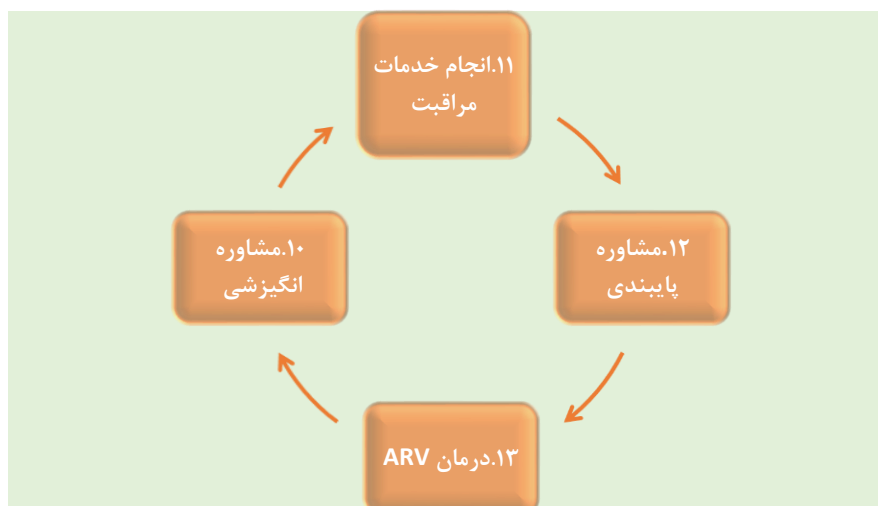 ۱۱.انجام خدمات
مراقبت
۱۰.مشاوره
انگیزشی
۱۲.مشاوره
پایبندی
۱۳.درمان ARV